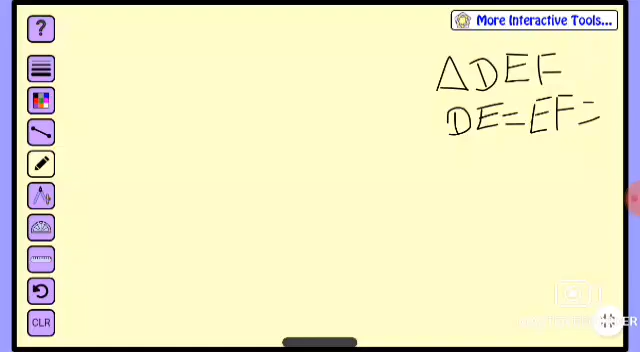 More Interactive Tools...
?
ΔDEF
DE=EF=
CLR